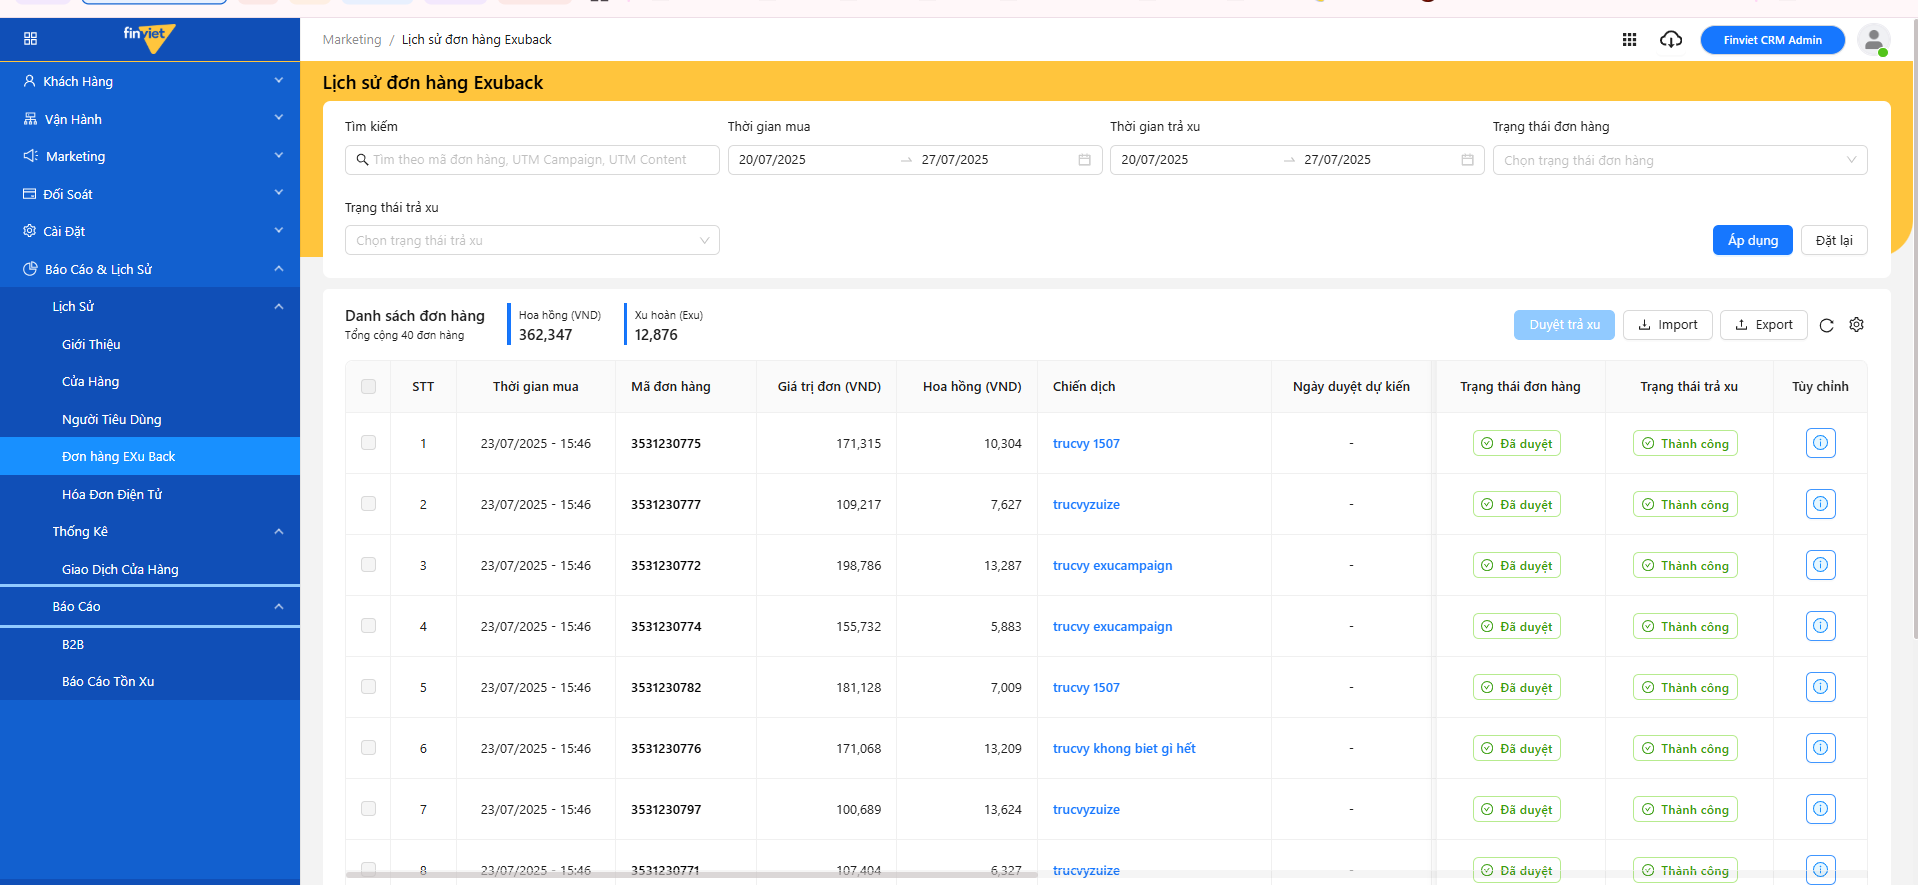 finviet
Khách Hàng
Vận Hành
Marketing
Đối Soát
Cài Đặt
Báo Cáo & Lịch Sử
Lịch Sử
Giới Thiệu
Cửa Hàng
Người Tiêu Dùng
Đơn hàng EXu Back
Hóa Đơn Điện Tử
Thống Kê
Giao Dịch Cửa Hàng
Báo Cáo
B2B
Báo Cáo Tồn Xu
Marketing / Lịch sử đơn hàng Exuback
Finviet CRM Admin
Lịch sử đơn hàng Exuback
Tìm kiếm Thời gian mua Thời gian trả xu Trạng thái đơn hàng
Tìm theo mã đơn hàng, UTM Campaign, UTM Content 20/07/2025 → 27/07/2025 20/07/2025 → 27/07/2025 Chọn trạng thái đơn hàng
Trạng thái trả xu
Chọn trạng thái trả xu Áp dụng Đặt lại
Danh sách đơn hàng Hoa hồng (VND) Xu hoàn (Exu)
Tổng cộng 40 đơn hàng 362,347 12,876
Duyệt trả xu Import Export
STT Thời gian mua Mã đơn hàng Giá trị đơn (VND) Hoa hồng (VND) Chiến dịch Ngày duyệt dự kiến Trạng thái đơn hàng Trạng thái trả xu Tùy chỉnh
1 23/07/2025 - 15:46 3531230775 171,315 10,304 trucvy 1507 - Đã duyệt Thành công
2 23/07/2025 - 15:46 3531230777 109,217 7,627 trucvyzuize - Đã duyệt Thành công
3 23/07/2025 - 15:46 3531230772 198,786 13,287 trucvy exucampaign - Đã duyệt Thành công
4 23/07/2025 - 15:46 3531230774 155,732 5,883 trucvy exucampaign - Đã duyệt Thành công
5 23/07/2025 - 15:46 3531230782 181,128 7,009 trucvy 1507 - Đã duyệt Thành công
6 23/07/2025 - 15:46 3531230776 171,068 13,209 trucvy khong biet gì hết - Đã duyệt Thành công
7 23/07/2025 - 15:46 3531230797 100,689 13,624 trucvyzuize - Đã duyệt Thành công
8 23/07/2025 - 15:46 3531230771 107,404 6,327 trucvyzuize - Đã duyệt Thành công